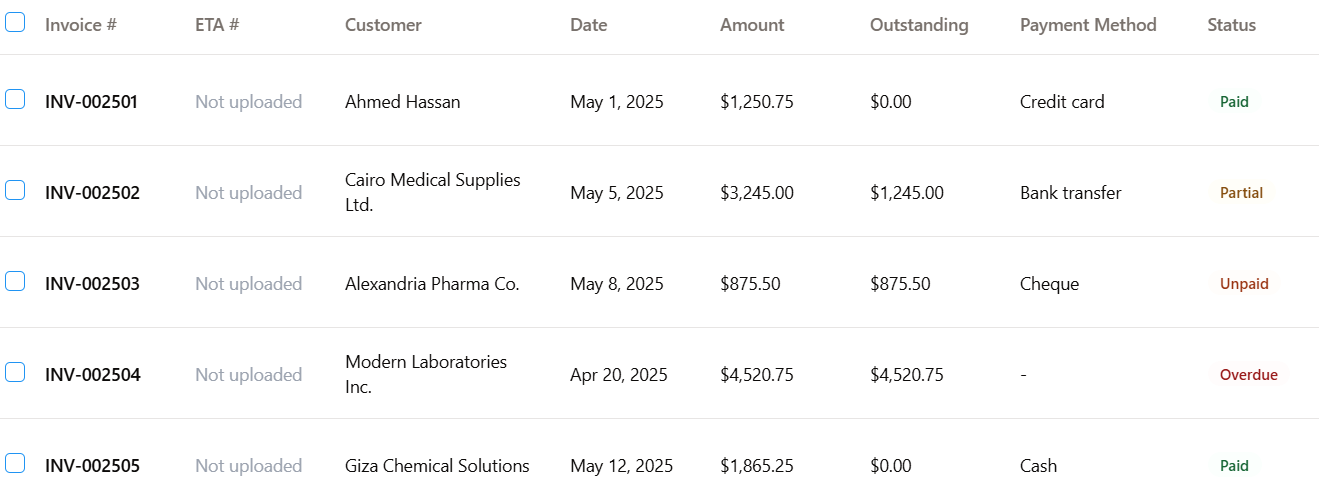 Invoice # ETA # Customer Date Amount Outstanding Payment Method Status
INV-002501 Not uploaded Ahmed Hassan May 1, 2025 $1,250.75 $0.00 Credit card Paid
INV-002502 Not uploaded Cairo Medical Supplies Ltd. May 5, 2025 $3,245.00 $1,245.00 Bank transfer Partial
INV-002503 Not uploaded Alexandria Pharma Co. May 8, 2025 $875.50 $875.50 Cheque Unpaid
INV-002504 Not uploaded Modern Laboratories Inc. Apr 20, 2025 $4,520.75 $4,520.75 - Overdue
INV-002505 Not uploaded Giza Chemical Solutions May 12, 2025 $1,865.25 $0.00 Cash Paid